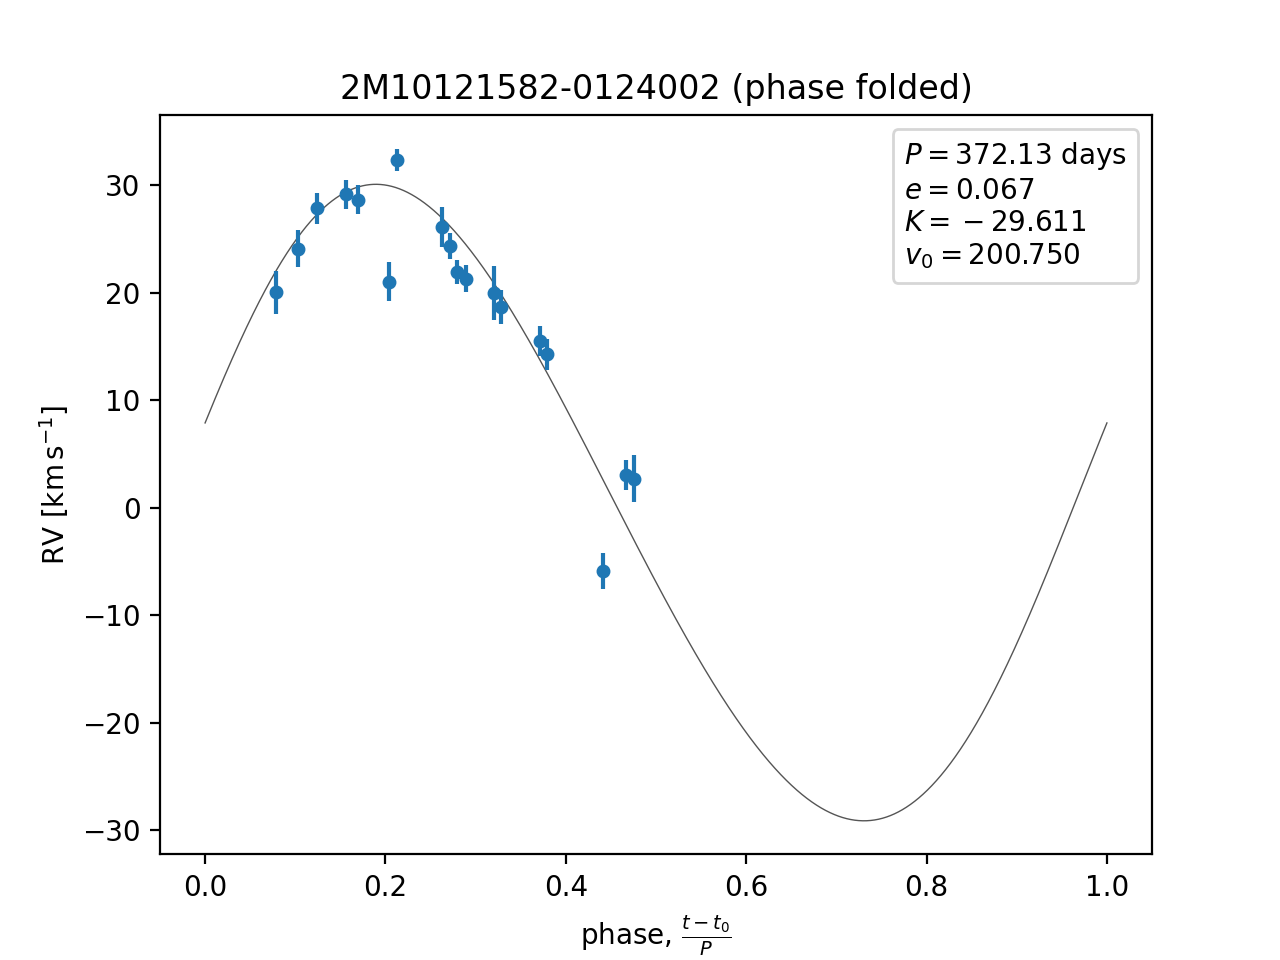 2M10121582-0124002 (phase folded)
P = 372.13 days
e = 0.067
K = − 29.611
v₀ = 200.750
RV [km s⁻¹]
30
20
10
0
−10
−20
−30
0.0 0.2 0.4 0.6 0.8 1.0
phase, (t − t₀)/P